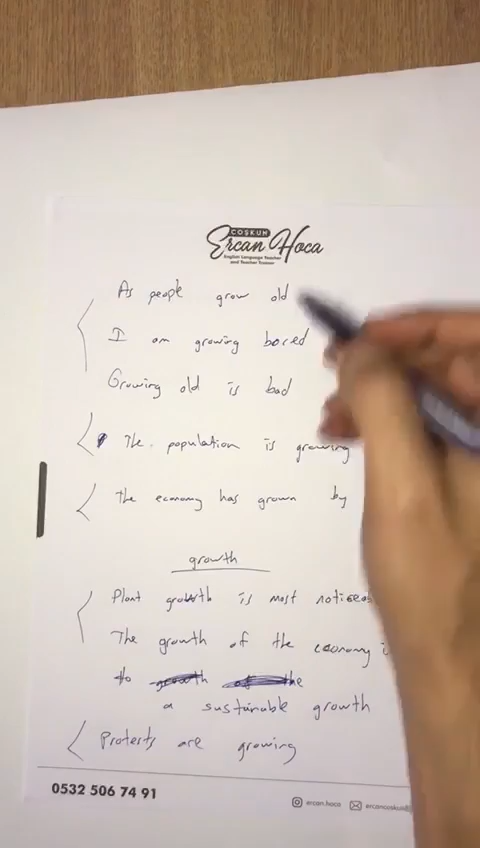 COŞKUN
Ercan Hoca
English Language Teacher
and Teacher Trainer
As people grow old
I am growing bored
Growing old is bad
The population is growing
The economy has grown by
growth
Plant growth is most
The growth of the economy
to growth of the
a sustainable growth
Protests are growing
0532 506 74 91
ercan.hoca